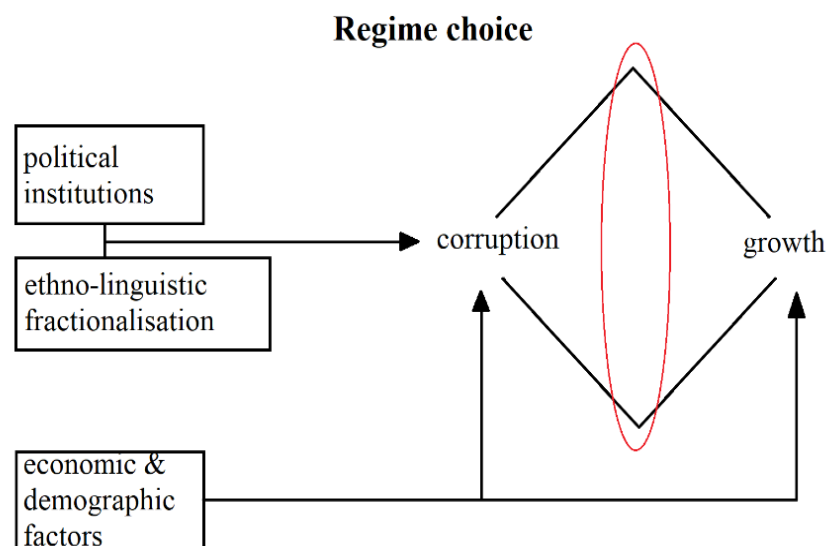 Regime choice
political
institutions
corruption
growth
ethno-linguistic
fractionalisation
economic &
demographic
factors